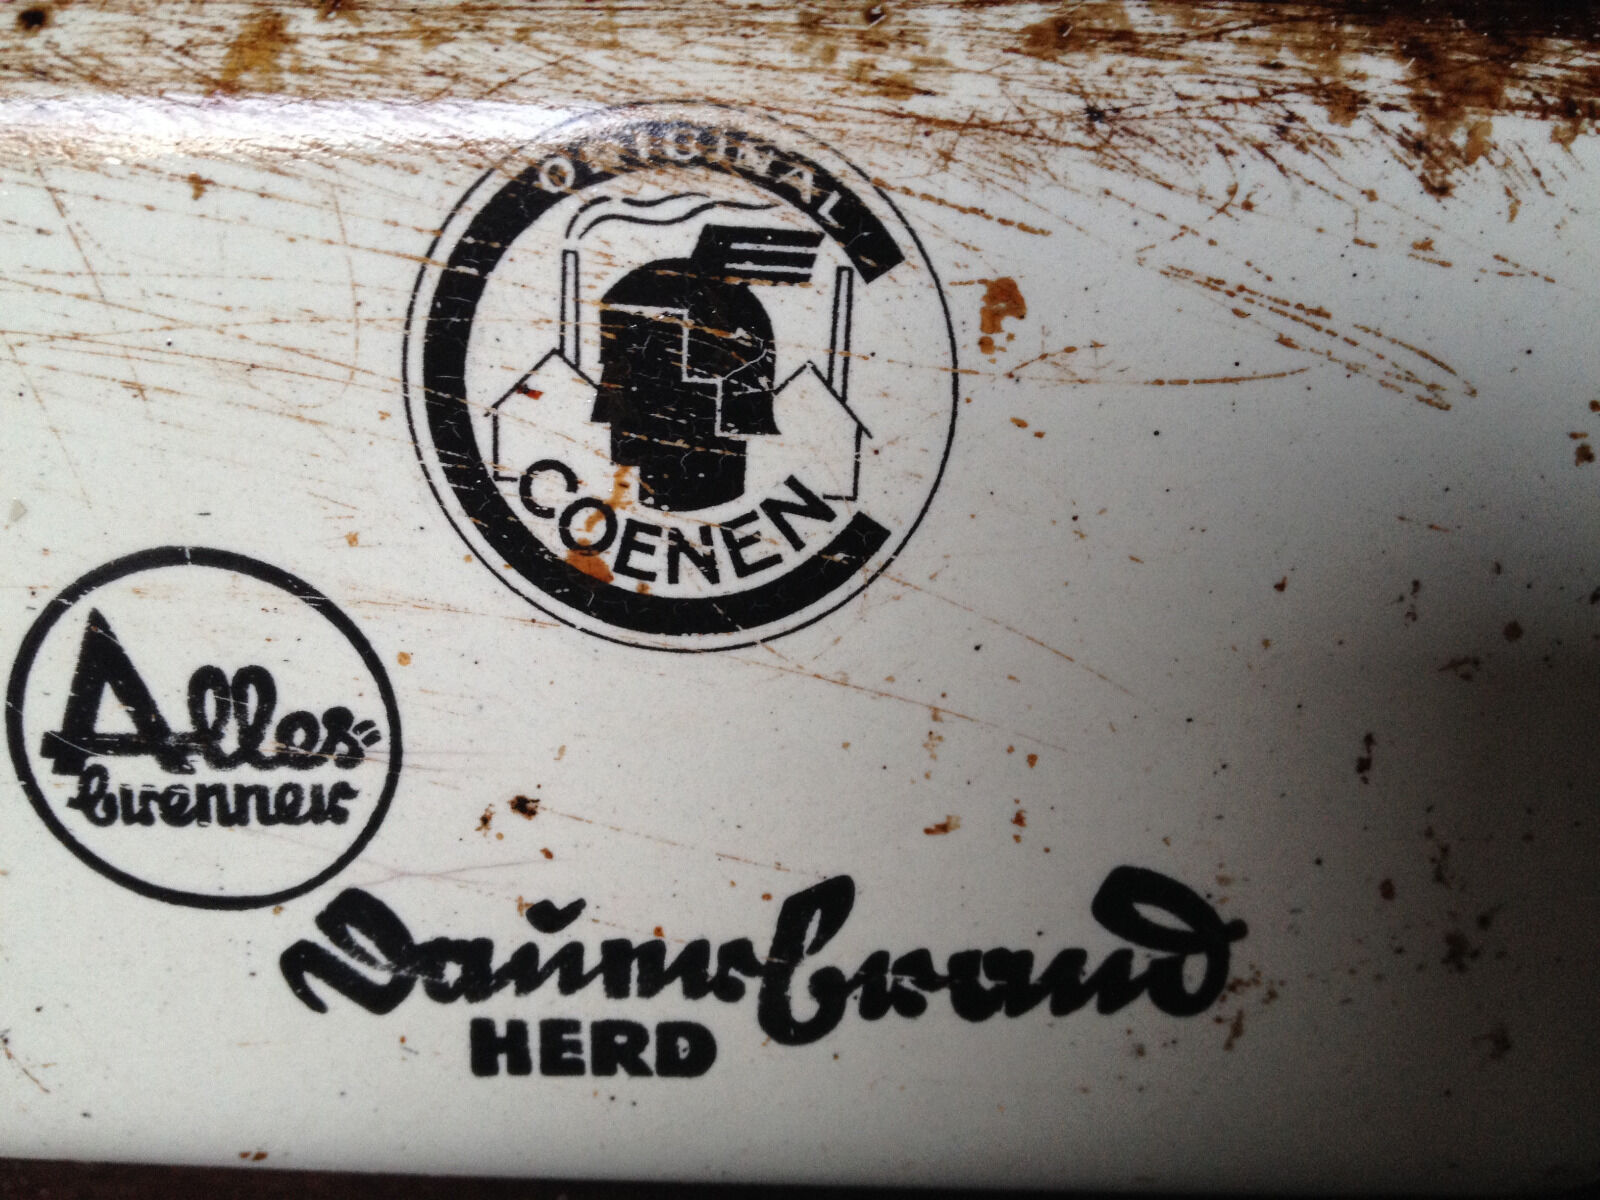 ORIGINAL
COENEN
Alles-
brenner
Dauerbrand
HERD